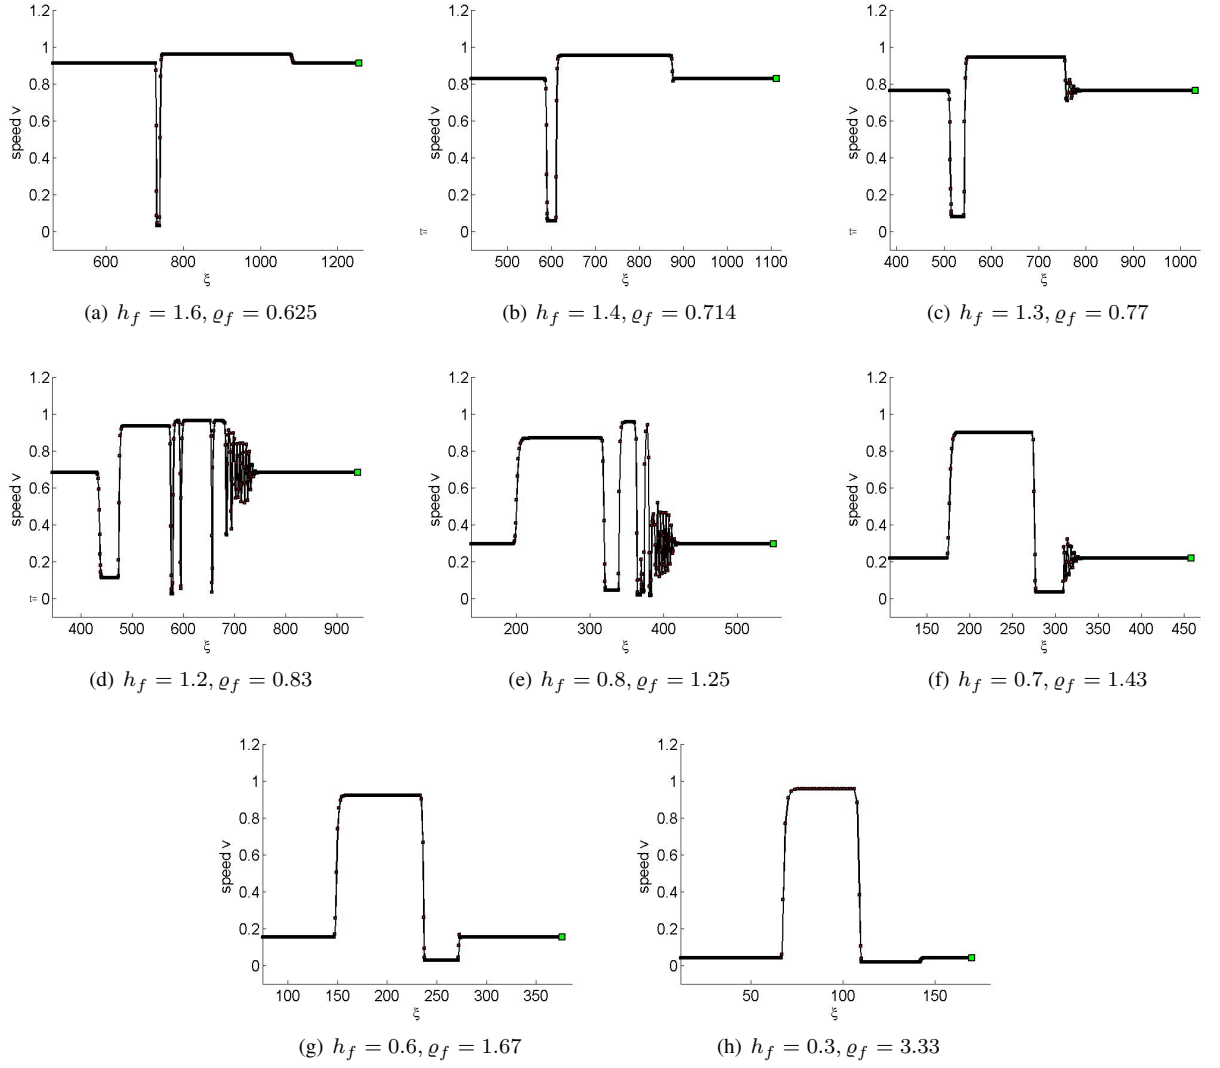 1.2
1
0.8
0.6
0.4
0.2
0
speed v
600 800 1000 1200
ξ
(a) h_f = 1.6, ϱ_f = 0.625
1.2
1
0.8
0.6
0.4
0.2
0
speed v
500 600 700 800 900 1000 1100
ξ
(b) h_f = 1.4, ϱ_f = 0.714
1.2
1
0.8
0.6
0.4
0.2
0
speed v
400 500 600 700 800 900 1000
ξ
(c) h_f = 1.3, ϱ_f = 0.77
1.2
1
0.8
0.6
0.4
0.2
0
speed v
400 500 600 700 800 900
ξ
(d) h_f = 1.2, ϱ_f = 0.83
1.2
1
0.8
0.6
0.4
0.2
0
speed v
200 300 400 500
ξ
(e) h_f = 0.8, ϱ_f = 1.25
1.2
1
0.8
0.6
0.4
0.2
0
speed v
150 200 250 300 350 400 450
ξ
(f) h_f = 0.7, ϱ_f = 1.43
1.2
1
0.8
0.6
0.4
0.2
0
speed v
100 150 200 250 300 350
ξ
(g) h_f = 0.6, ϱ_f = 1.67
1.2
1
0.8
0.6
0.4
0.2
0
speed v
50 100 150
ξ
(h) h_f = 0.3, ϱ_f = 3.33